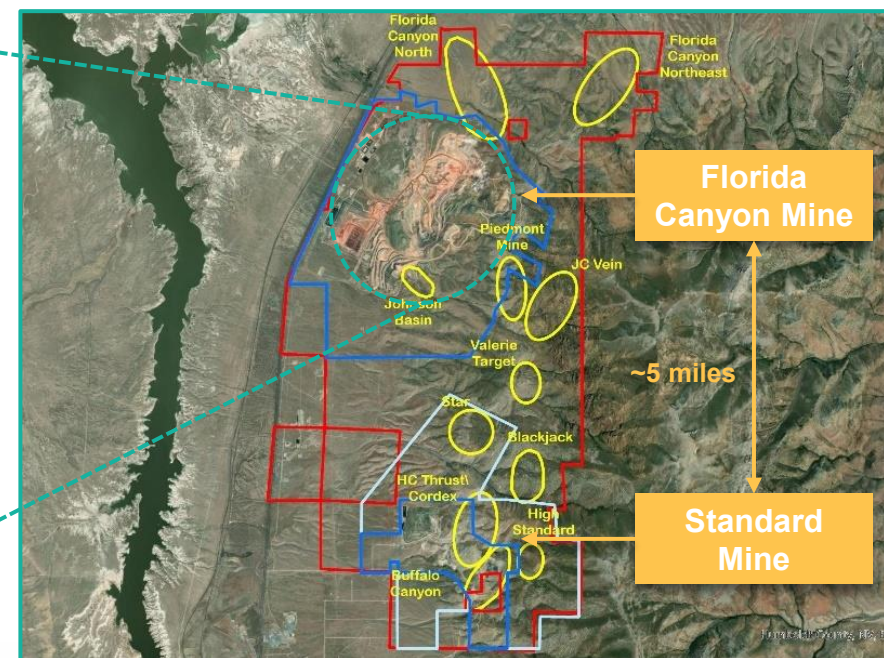 Florida
Canyon
North
Florida
Canyon
Northeast
Florida
Canyon Mine
Piedmont
Mine
JC Vein
Johnson
Basin
Valerie
Target
~5 miles
Star
Blackjack
HC Thrust\
Cordex
High
Standard
Standard
Mine
Buffalo
Canyon